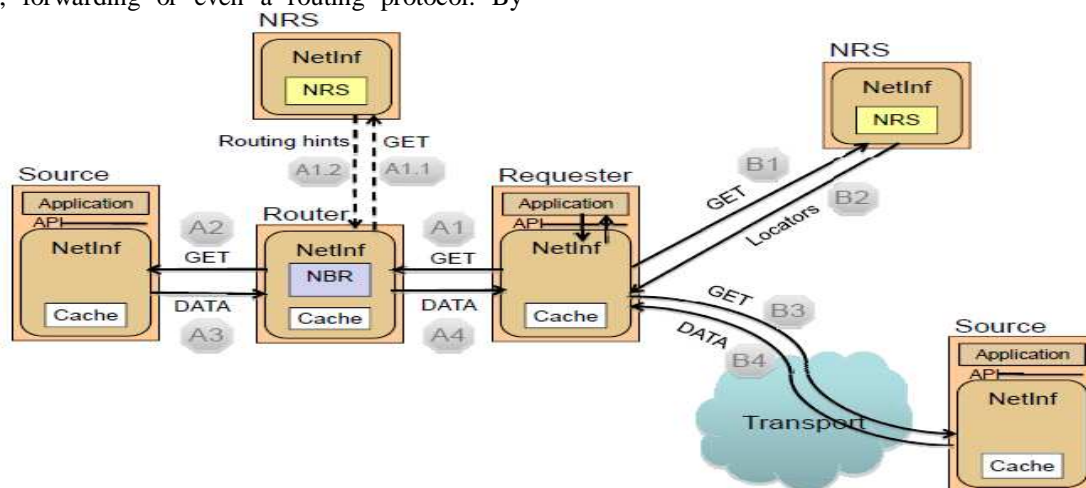 , forwarding or even a routing protocol. By
NRS
NetInf
NRS
Routing hints
GET
A1.2
A1.1
NRS
NetInf
NRS
B1
GET
B2
Locators
Source
Application
API
NetInf
Cache
A2
GET
DATA
A3
Router
NetInf
NBR
Cache
A1
GET
DATA
A4
Requester
Application
API
NetInf
Cache
GET
B3
DATA
B4
Transport
Source
Application
API
NetInf
Cache